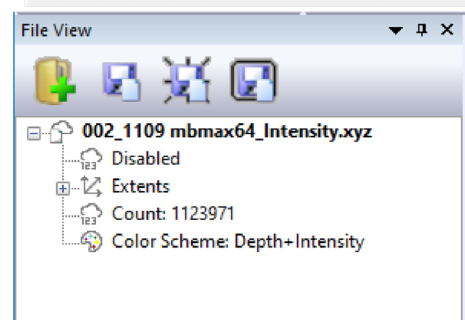 File View
002_1109 mbmax64_Intensity.xyz
Disabled
Extents
Count: 1123971
Color Scheme: Depth+Intensity